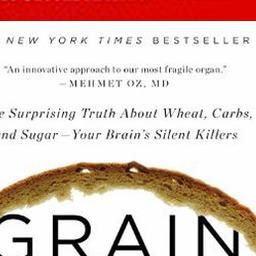 NEW YORK TIMES BESTSELLER
“An innovative approach to our most fragile organ.”
—MEHMET OZ, MD
Surprising Truth About Wheat, Carbs,
Sugar—Your Brain’s Silent Killers
GRAIN